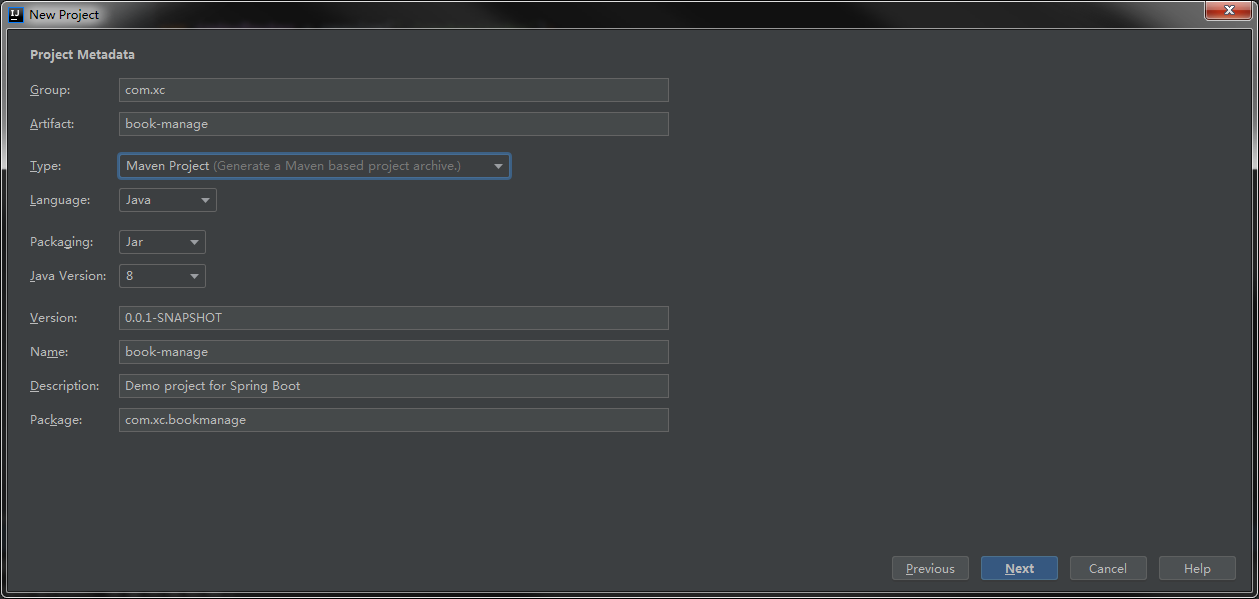 IJ New Project
Project Metadata
Group: com.xc
Artifact: book-manage
Type: Maven Project (Generate a Maven based project archive.)
Language: Java
Packaging: Jar
Java Version: 8
Version: 0.0.1-SNAPSHOT
Name: book-manage
Description: Demo project for Spring Boot
Package: com.xc.bookmanage
Previous Next Cancel Help